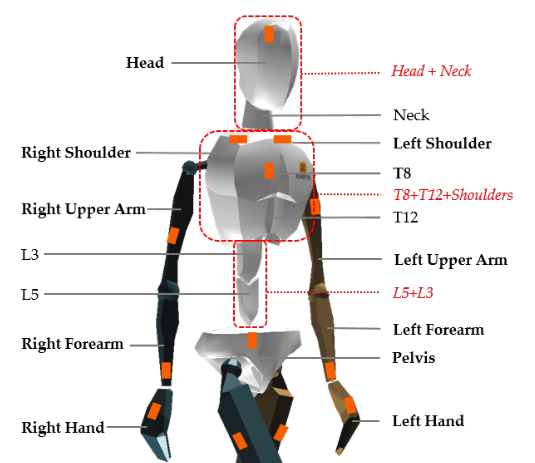 Head
Head + Neck
Neck
Left Shoulder
Right Shoulder
T8
T8+T12+Shoulders
Right Upper Arm
T12
L3
Left Upper Arm
L5
L5+L3
Left Forearm
Right Forearm
Pelvis
Left Hand
Right Hand